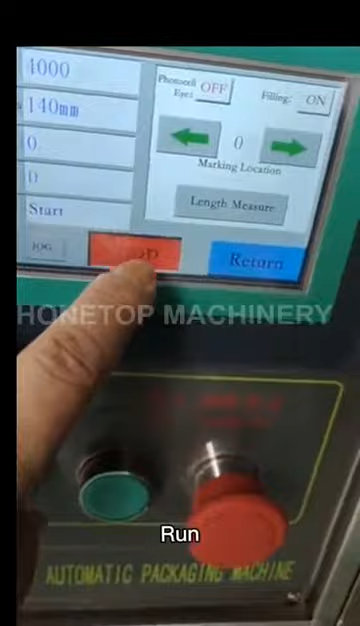 4000
140mm
0
0
Start
JOG
Photocell
Eye:
OFF
Filling:
ON
0
Marking Location
Length Measure
Return
HONETOP MACHINERY
Run
AUTOMATIC PACKAGING MACHINE